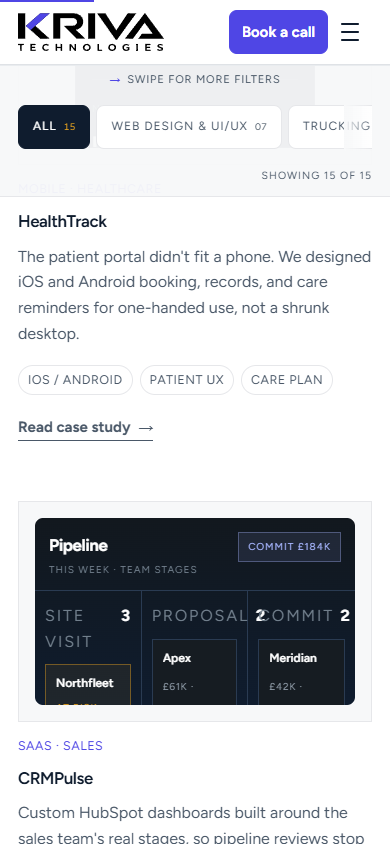 KRIVA
TECHNOLOGIES
Book a call
→ SWIPE FOR MORE FILTERS
ALL 15
WEB DESIGN & UI/UX 07
TRUCKING
SHOWING 15 OF 15
MOBILE · HEALTHCARE
HealthTrack
The patient portal didn't fit a phone. We designed
iOS and Android booking, records, and care
reminders for one-handed use, not a shrunk
desktop.
IOS / ANDROID
PATIENT UX
CARE PLAN
Read case study →
Pipeline
COMMIT £184K
THIS WEEK · TEAM STAGES
SITE VISIT 3
PROPOSAL 2
COMMIT 2
Northfleet
Apex
£61K ·
Meridian
£42K ·
SAAS · SALES
CRMPulse
Custom HubSpot dashboards built around the
sales team's real stages, so pipeline reviews stop